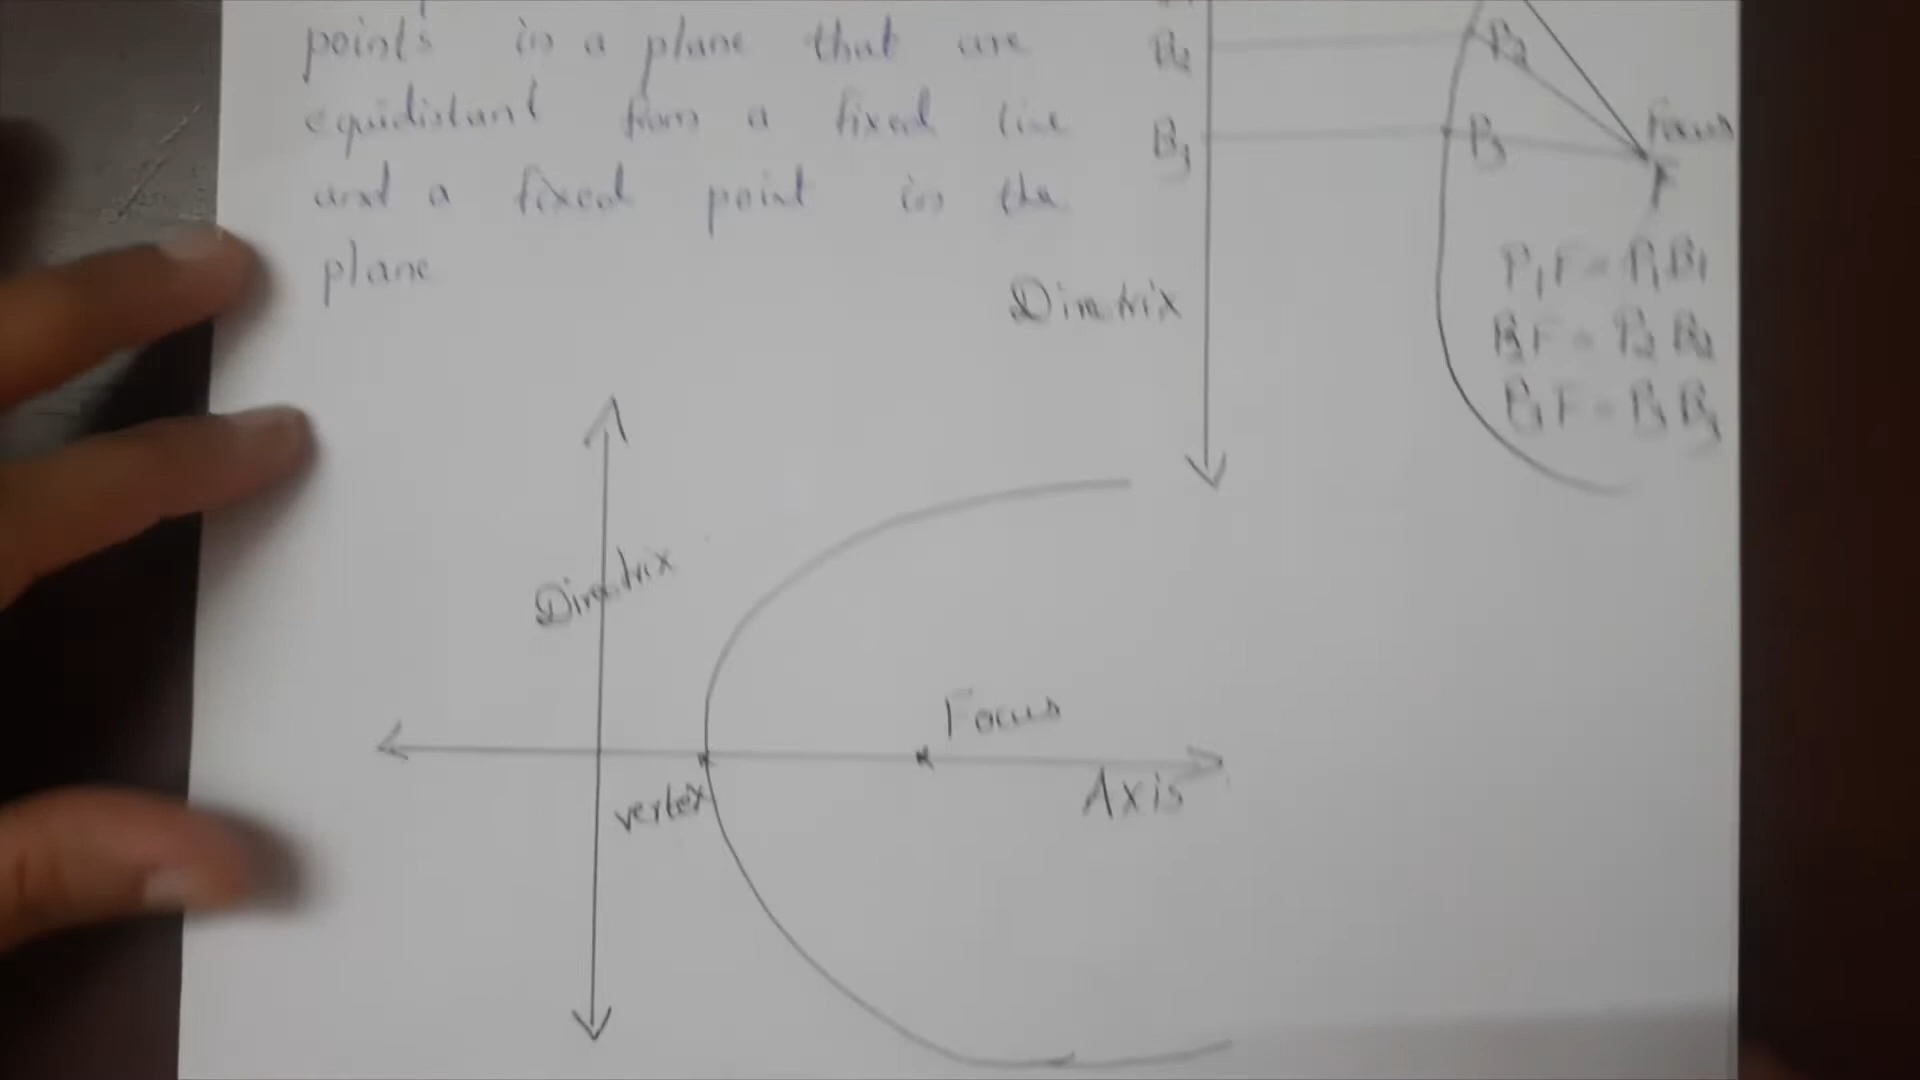 points in a plane that are
equidistant from a fixed line
and a fixed point in the
plane
B2
P2
B3
P3
Focus
F
P1F = P1B1
P2F = P2B2
P3F = P3B3
Directrix
Directrix
Focus
Axis
vertex